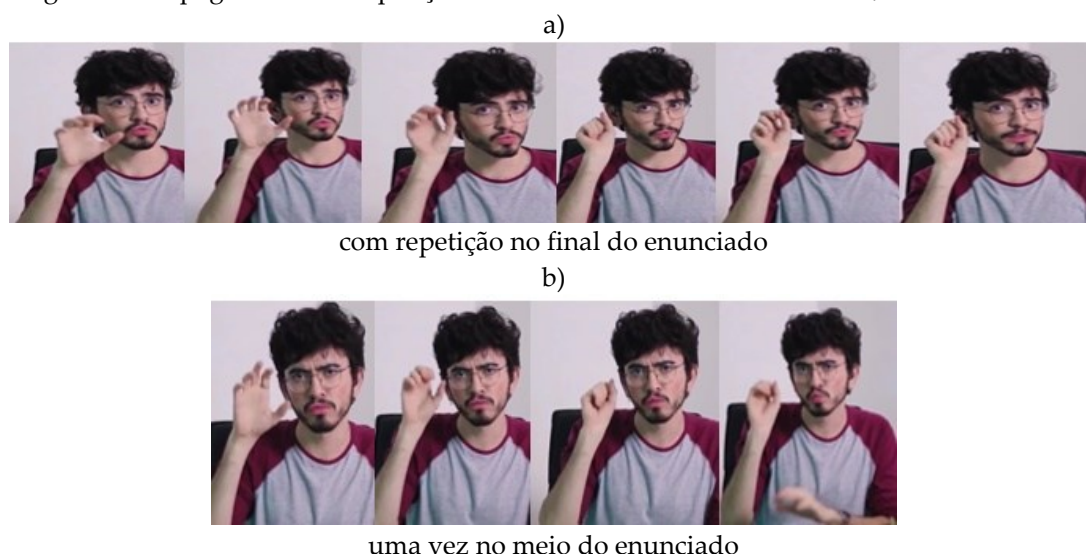 a)
com repetição no final do enunciado
b)
uma vez no meio do enunciado